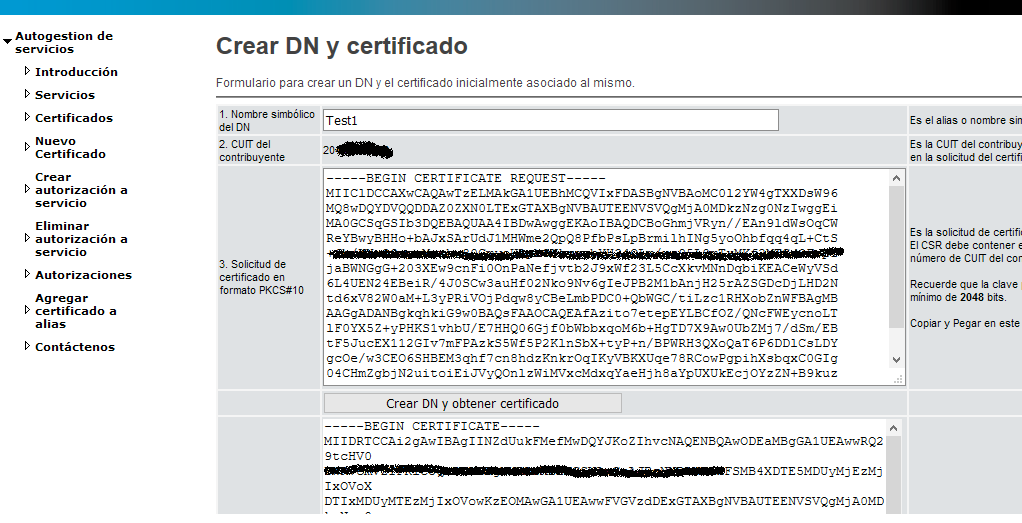 Autogestion de
servicios
Introducción
Servicios
Certificados
Nuevo
Certificado
Crear
autorización a
servicio
Eliminar
autorización a
servicio
Autorizaciones
Agregar
certificado a
alias
Contáctenos
Crear DN y certificado
Formulario para crear un DN y el certificado inicialmente asociado al mismo.
1. Nombre simbólico
del DN
Test1
Es el alias o nombre sim
2. CUIT del
contribuyente
20
Es la CUIT del contribuy
en la solicitud del certifi
3. Solicitud de
certificado en
formato PKCS#10
-----BEGIN CERTIFICATE REQUEST-----
MIIClDCCAXwCAQAwTzELMAkGA1UEBhMCQVIxFDASBgNVBAoMC0l2YW4gTXXDsW96
MQ8wDQYDVQQDDAZ0ZXN0LTExGTAXBgNVBAUTEENVSVQgMjA0MDkzNzg0NzIwggEi
MA0GCSqGSIb3DQEBAQUAA4IBDwAwggEKAoIBAQDCBoGhmjVRyn//EAn9ldWsOqCW
ReYBwyBHHo+bAJxSArUdJ1MHWme2QpQ8PfbPsLpBrmilhINg5yoOhbfqq4qL+CtS
jaBWNGgG+203XEw9cnFi0OnPaNefjvtb2J9xWf23L5CcXkvMNnDqbiKEACeWyVSd
6L4UEN24EBeiR/4J0SCw3auHf02Nko9Nv6gIeJPB2M1bAnjH25rAZSGDcDjLHD2N
td6xV82W0aM+L3yPRiVOjPdqw8yCBeLmbPDC0+QbWGC/tiLzc1RHXobZnWFBAgMB
AAGgADANBgkqhkiG9w0BAQsFAAOCAQEAfAzito7etepEYLBCfOZ/QNcFWEycnoLT
lF0YX5Z+yPHKS1vhbU/E7HHQ06Gjf0bWbbxqoM6b+HgTD7X9Aw0UbZMj7/dSm/EB
tF5JucEX112GIv7mFPAzkS5Wf5P2KlnSbX+tyP+n/BPWRH3QXoQaT6P6DDlCsLDY
gcOe/w3CEO6SHBEM3qhf7cn8hdzKnkrOqIKyVBKXUqe78RCowPgpihXsbqxC0GIg
04CHmZgbjN2uitoiEiJVyQOnlzWiMVxcMdxqYaeHjh8aYpUXUkEcjOYzZN+B9kuz
Es la solicitud de certific
El CSR debe contener e
número de CUIT del con
Recuerde que la clave
mínimo de 2048 bits.
Copiar y Pegar en este
Crear DN y obtener certificado
-----BEGIN CERTIFICATE-----
MIIDRTCCAi2gAwIBAgIINZdUukFMefMwDQYJKoZIhvcNAQENBQAwODEaMBgGA1UEAwwRQ2
9tcHV0
FSMB4XDTE5MDUyMjEzMj
IxOVoX
DTIxMDUyMTEzMjIxOVowKzEOMAwGA1UEAwwFVGVzdDExGTAXBgNVBAUTEENVSVQgMjA0MD